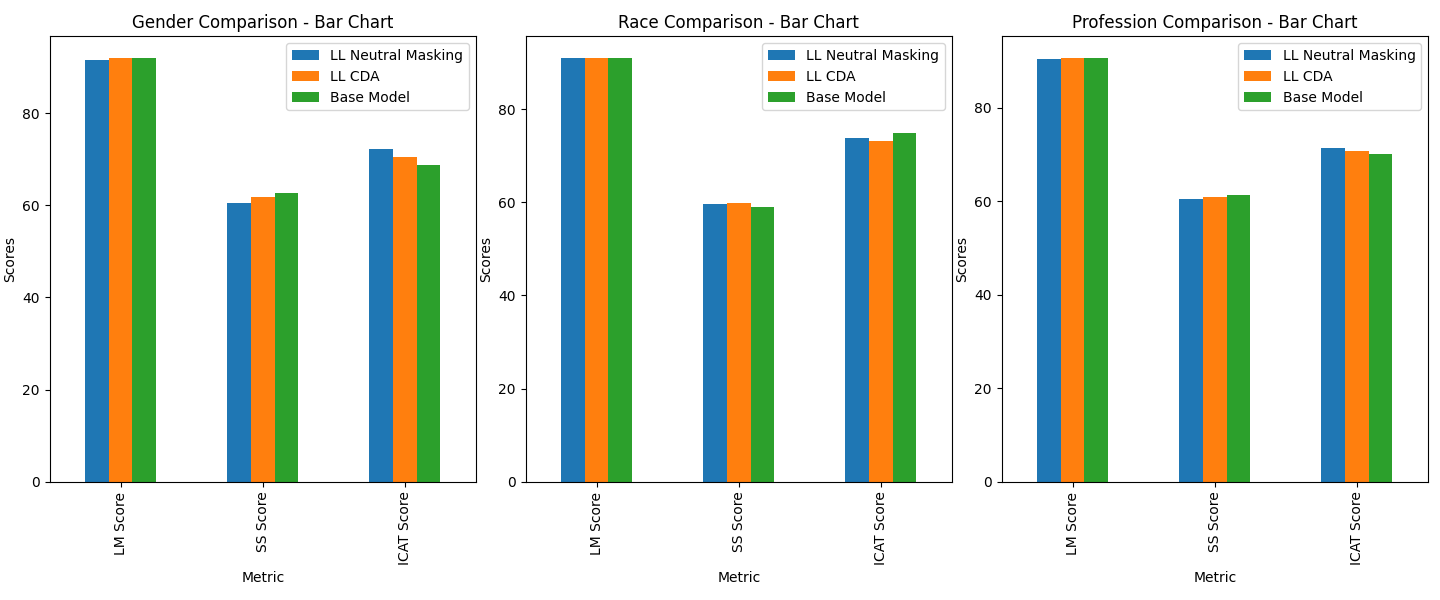 Gender Comparison - Bar Chart
LL Neutral Masking
LL CDA
Base Model
Scores
80
60
40
20
0
LM Score
SS Score
ICAT Score
Metric
Race Comparison - Bar Chart
LL Neutral Masking
LL CDA
Base Model
Scores
80
60
40
20
0
LM Score
SS Score
ICAT Score
Metric
Profession Comparison - Bar Chart
LL Neutral Masking
LL CDA
Base Model
Scores
80
60
40
20
0
LM Score
SS Score
ICAT Score
Metric